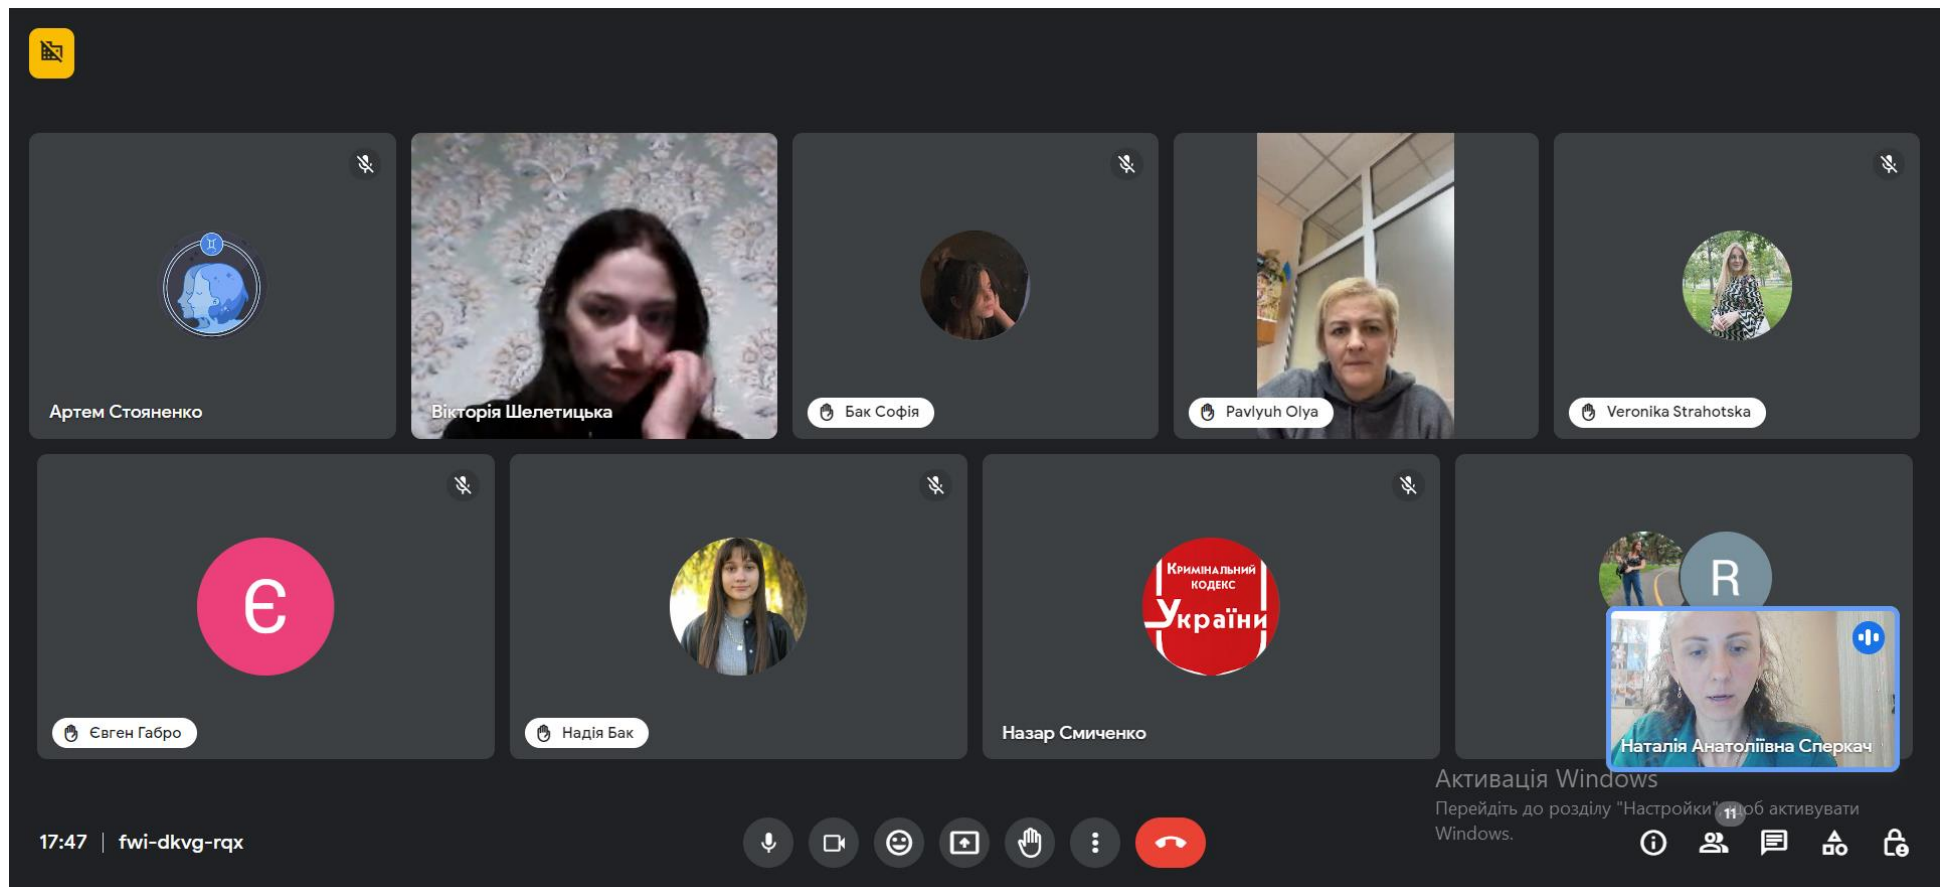 Артем Стояненко
Вікторія Шелетицька
Бак Софія
Pavlyuh Olya
Veronika Strahotska
Є
Кримінальний
кодекс
України
R
Євген Габро
Надія Бак
Назар Смиченко
Наталія Анатоліївна Сперкач
Активація Windows
Перейдіть до розділу "Настройки", щоб активувати
Windows.
11
17:47 | fwi-dkvg-rqx